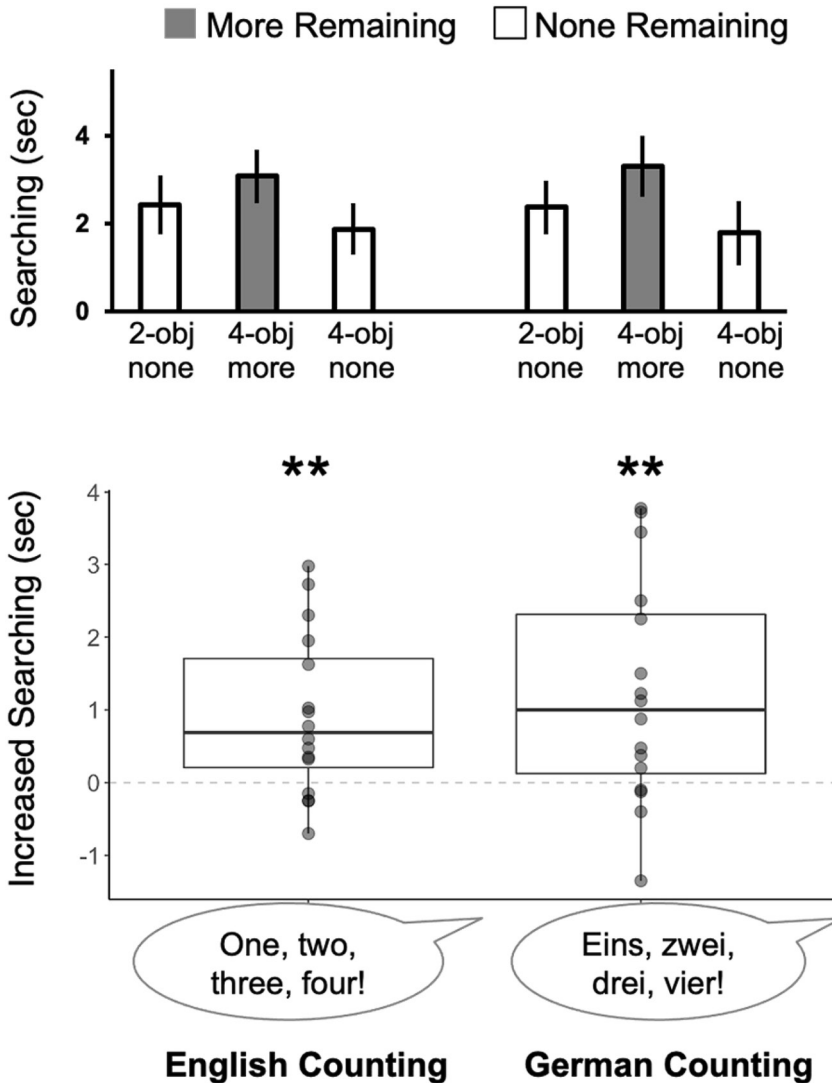 More Remaining None Remaining
Searching (sec)
4
2
0
2-obj 4-obj 4-obj 2-obj 4-obj 4-obj
none more none none more none
** **
Increased Searching (sec)
4
3
2
1
0
-1
One, two, Eins, zwei,
three, four! drei, vier!
English Counting German Counting